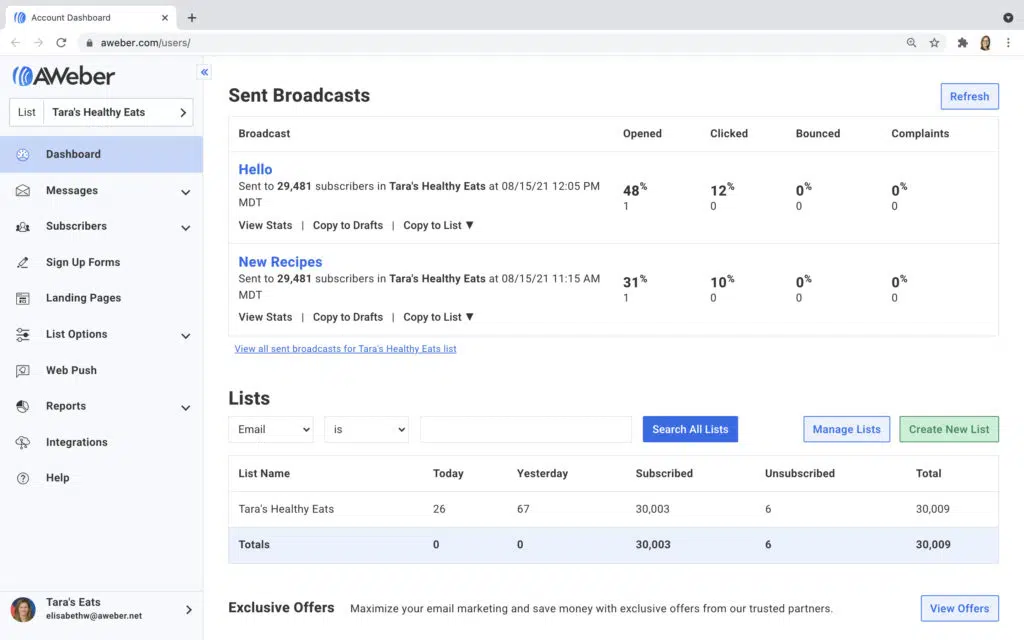 Account Dashboard
aweber.com/users/
AWeber
List Tara's Healthy Eats
Dashboard
Messages
Subscribers
Sign Up Forms
Landing Pages
List Options
Web Push
Reports
Integrations
Help
Tara's Eats
elisabethw@aweber.net
Sent Broadcasts
Refresh
Broadcast Opened Clicked Bounced Complaints
Hello
Sent to 29,481 subscribers in Tara's Healthy Eats at 08/15/21 12:05 PM
MDT
48% 12% 0% 0%
1 0 0 0
View Stats | Copy to Drafts | Copy to List ▼
New Recipes
Sent to 29,481 subscribers in Tara's Healthy Eats at 08/15/21 11:15 AM
MDT
31% 10% 0% 0%
1 0 0 0
View Stats | Copy to Drafts | Copy to List ▼
View all sent broadcasts for Tara's Healthy Eats list
Lists
Email is Search All Lists Manage Lists Create New List
List Name Today Yesterday Subscribed Unsubscribed Total
Tara's Healthy Eats 26 67 30,003 6 30,009
Totals 0 0 30,003 6 30,009
Exclusive Offers Maximize your email marketing and save money with exclusive offers from our trusted partners. View Offers